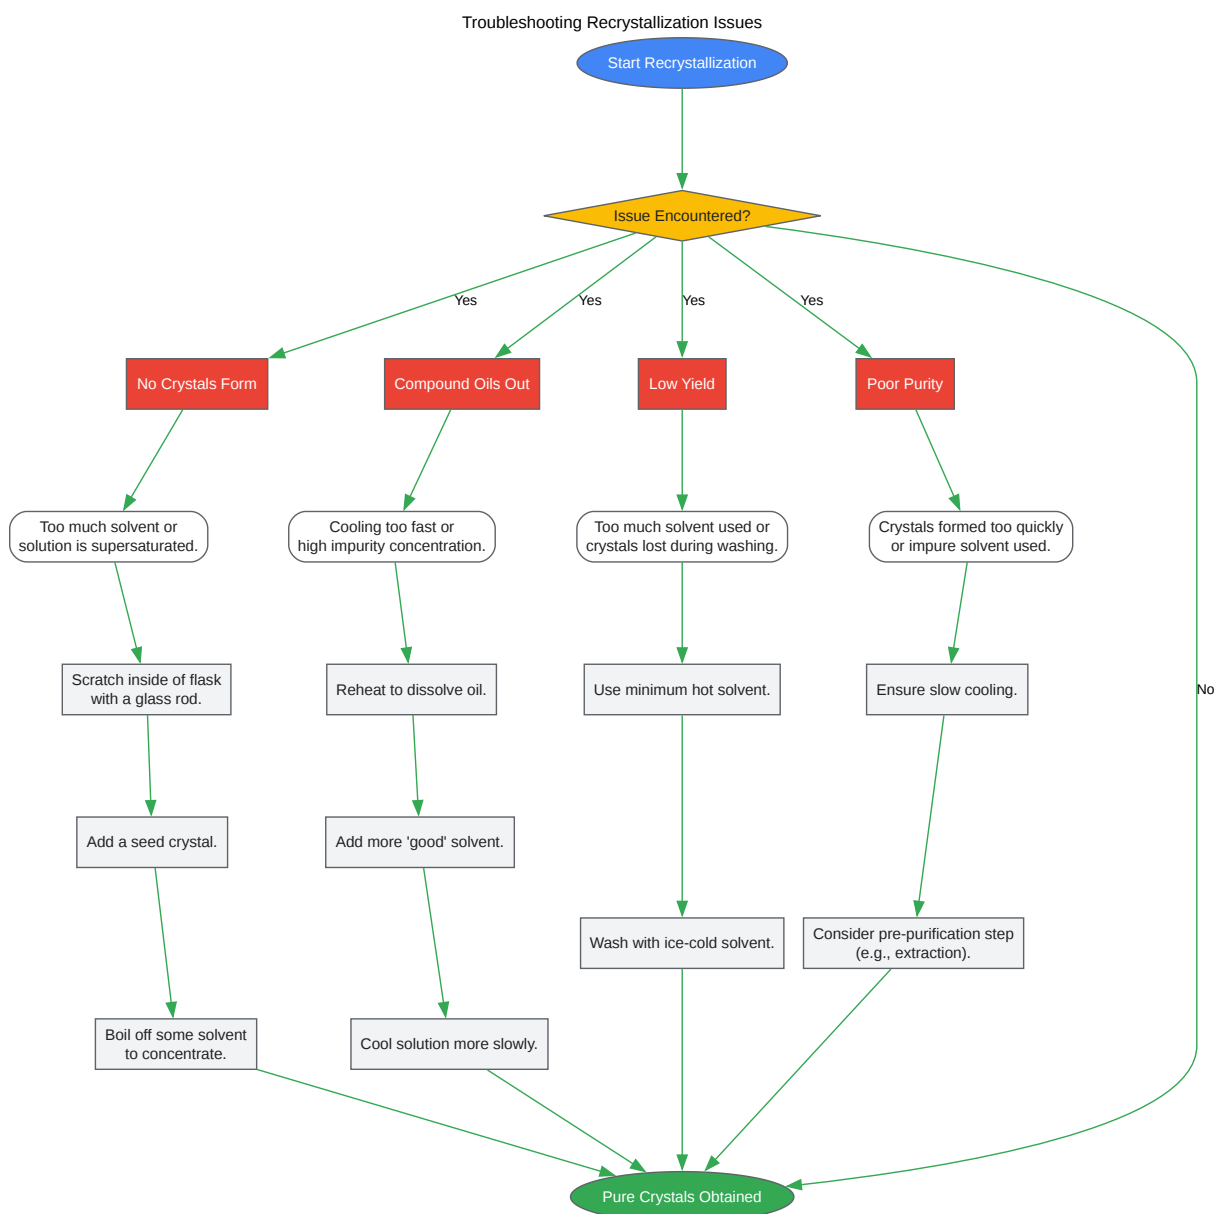 Troubleshooting Recrystallization Issues
Start Recrystallization
Issue Encountered?
Yes
Yes
Yes
Yes
No Crystals Form
Compound Oils Out
Low Yield
Poor Purity
Too much solvent or
solution is supersaturated.
Cooling too fast or
high impurity concentration.
Too much solvent used or
crystals lost during washing.
Crystals formed too quickly
or impure solvent used.
Scratch inside of flask
with a glass rod.
Reheat to dissolve oil.
Use minimum hot solvent.
Ensure slow cooling.
No
Add a seed crystal.
Add more 'good' solvent.
Wash with ice-cold solvent.
Consider pre-purification step
(e.g., extraction).
Boil off some solvent
to concentrate.
Cool solution more slowly.
Pure Crystals Obtained